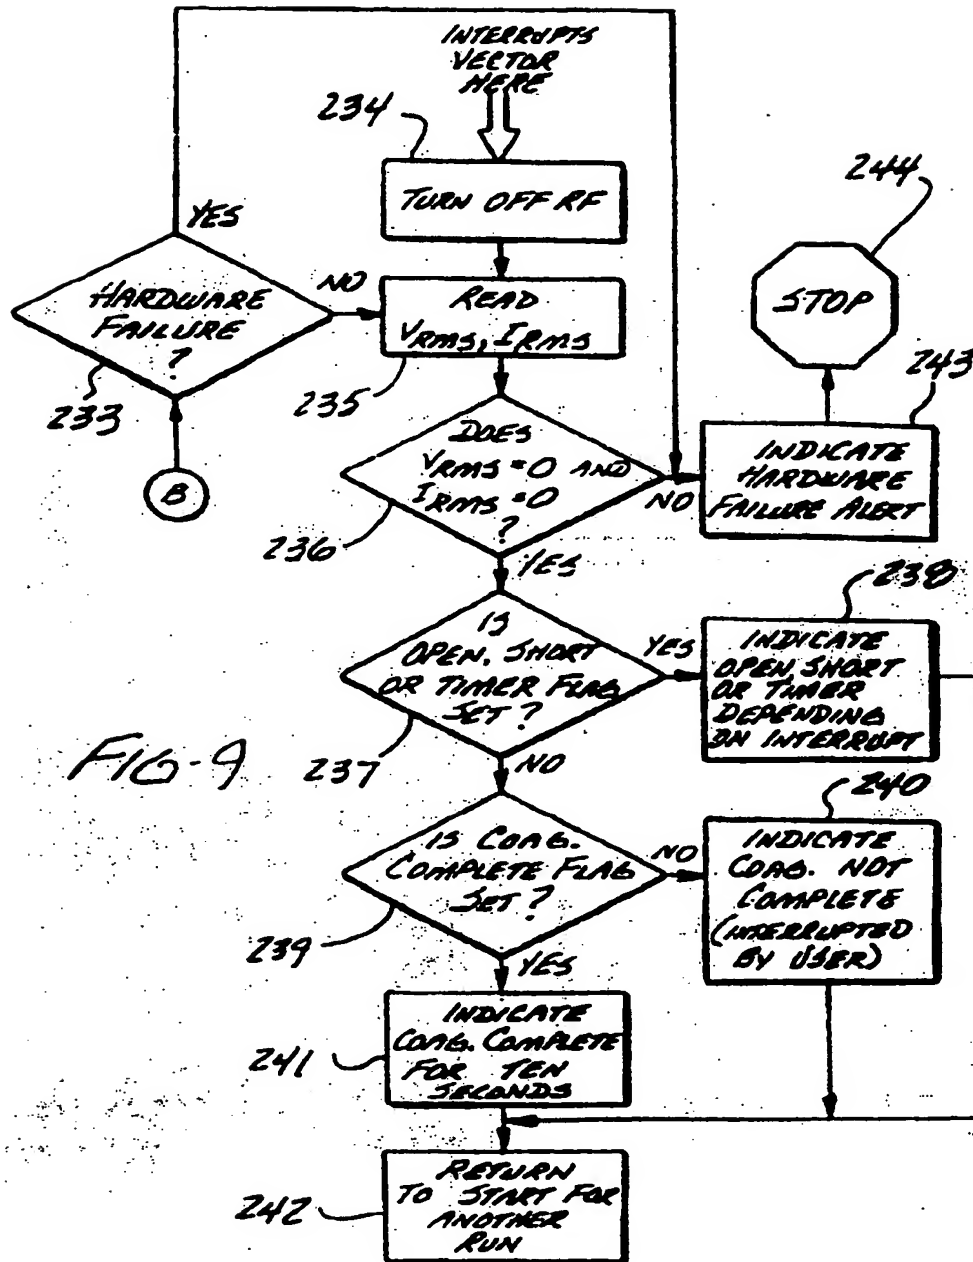 INTERRUPTS
VECTOR
HERE
234
TURN OFF RF
244
STOP
YES
HARDWARE
FAILURE
?
233
NO
READ
VRMS, IRMS
235
B
DOES
VRMS = 0 AND
IRMS = 0
?
236
NO
243
INDICATE
HARDWARE
FAILURE ALERT
YES
IS
OPEN, SHORT
OR TIMER FLAG
SET?
237
YES
238
INDICATE
OPEN, SHORT
OR TIMER
DEPENDING
ON INTERRUPT
FIG-9
NO
IS COAG.
COMPLETE FLAG
SET?
239
NO
240
INDICATE
COAG. NOT
COMPLETE
(INTERRUPTED
BY USER)
YES
INDICATE
COAG. COMPLETE
FOR TEN
SECONDS
241
RETURN
TO START FOR
ANOTHER
RUN
242